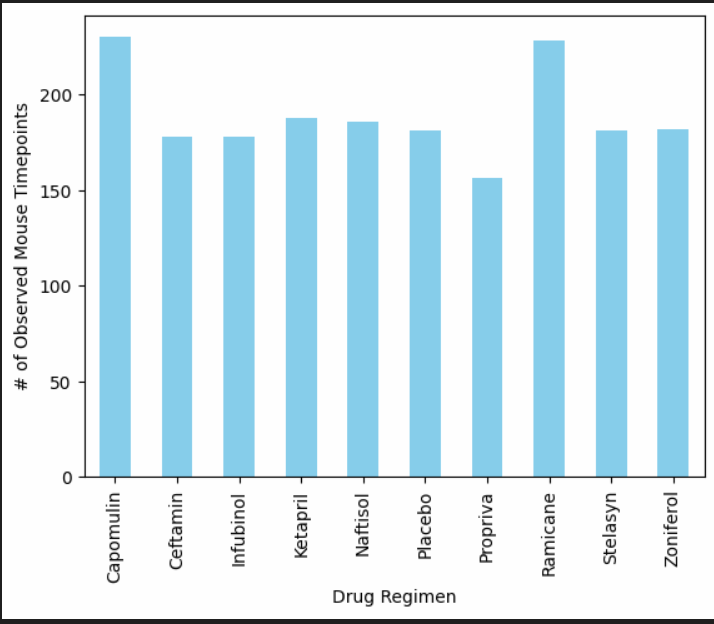 # of Observed Mouse Timepoints
200
150
100
50
0
Capomulin
Ceftamin
Infubinol
Ketapril
Naftisol
Placebo
Propriva
Ramicane
Stelasyn
Zoniferol
Drug Regimen